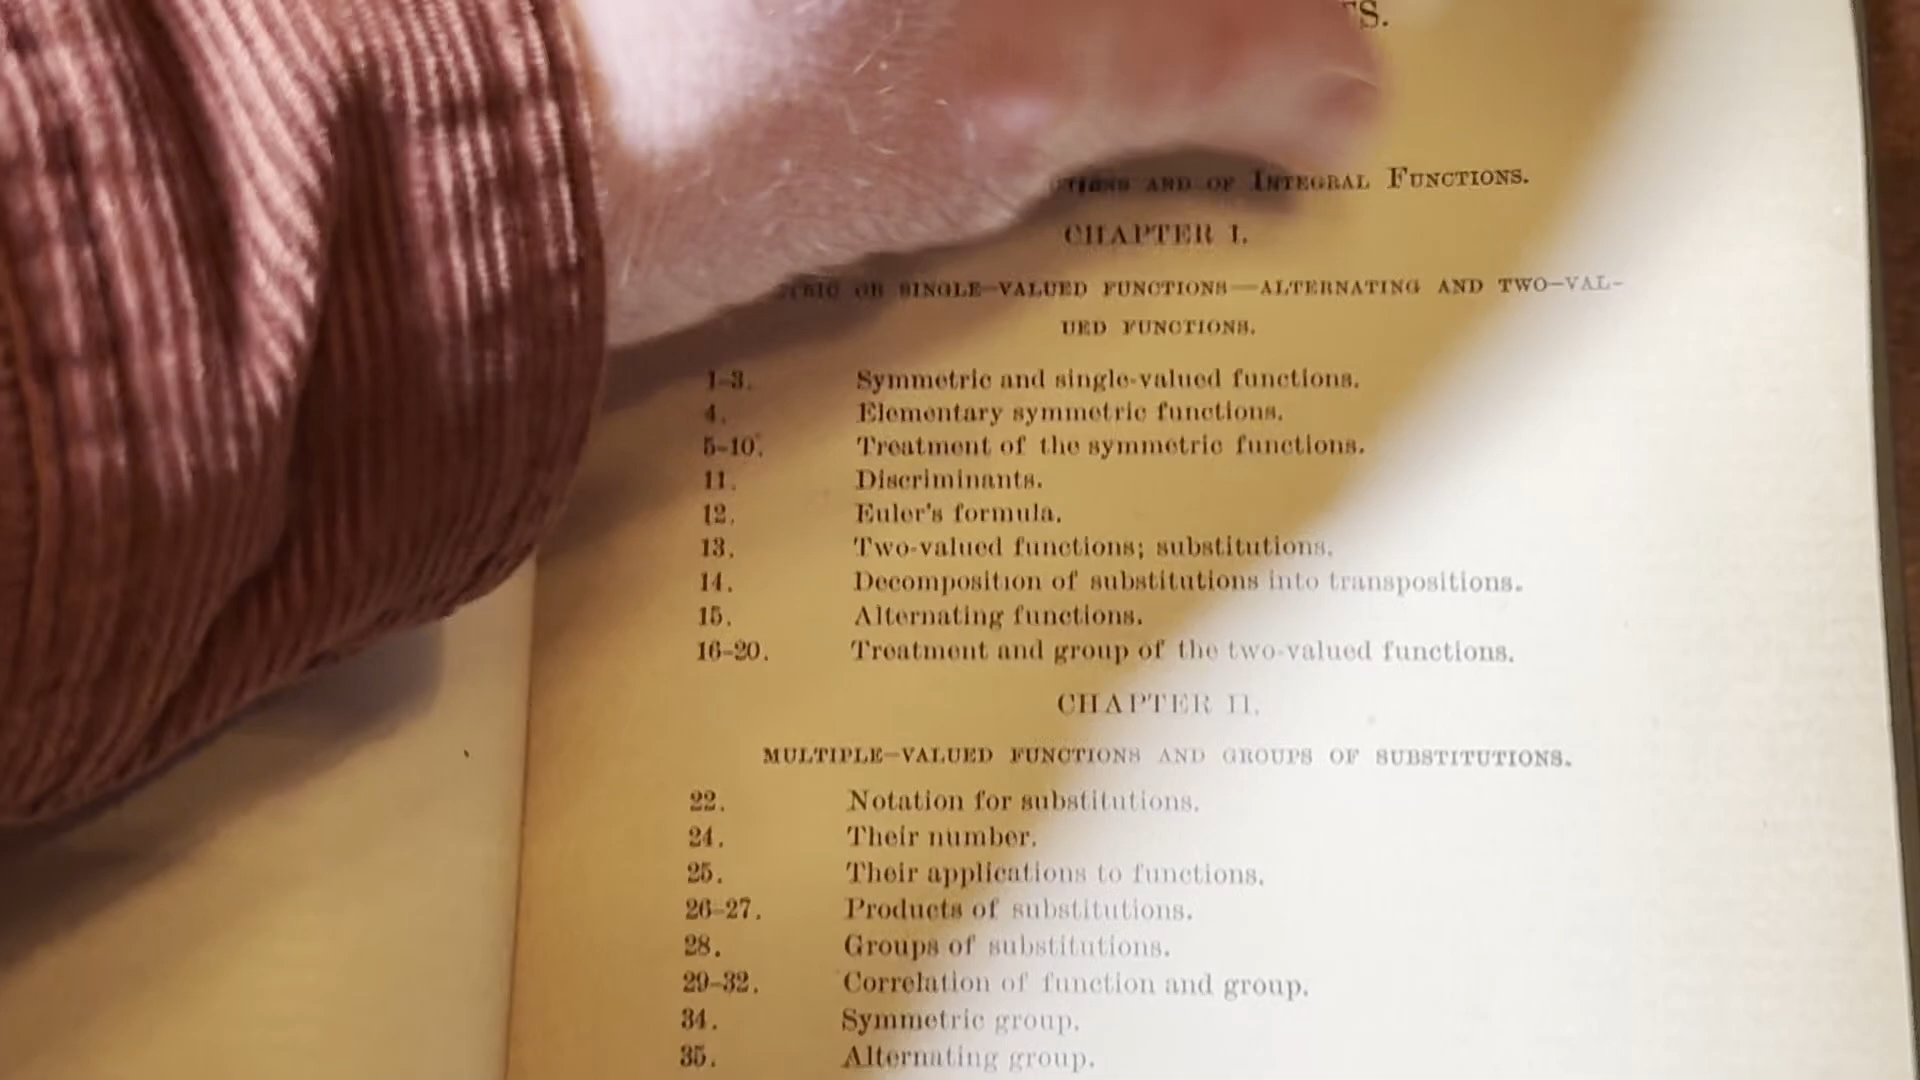 AND OF INTEGRAL FUNCTIONS.
CHAPTER I.
OR SINGLE-VALUED FUNCTIONS—ALTERNATING AND TWO-VAL-
UED FUNCTIONS.
1-3. Symmetric and single-valued functions.
4. Elementary symmetric functions.
5-10. Treatment of the symmetric functions.
11. Discriminants.
12. Euler's formula.
13. Two-valued functions; substitutions.
14. Decomposition of substitutions into transpositions.
15. Alternating functions.
16-20. Treatment and group of the two-valued functions.
CHAPTER II.
MULTIPLE-VALUED FUNCTIONS AND GROUPS OF SUBSTITUTIONS.
22. Notation for substitutions.
24. Their number.
25. Their applications to functions.
26-27. Products of substitutions.
28. Groups of substitutions.
29-32. Correlation of function and group.
34. Symmetric group.
35. Alternating group.